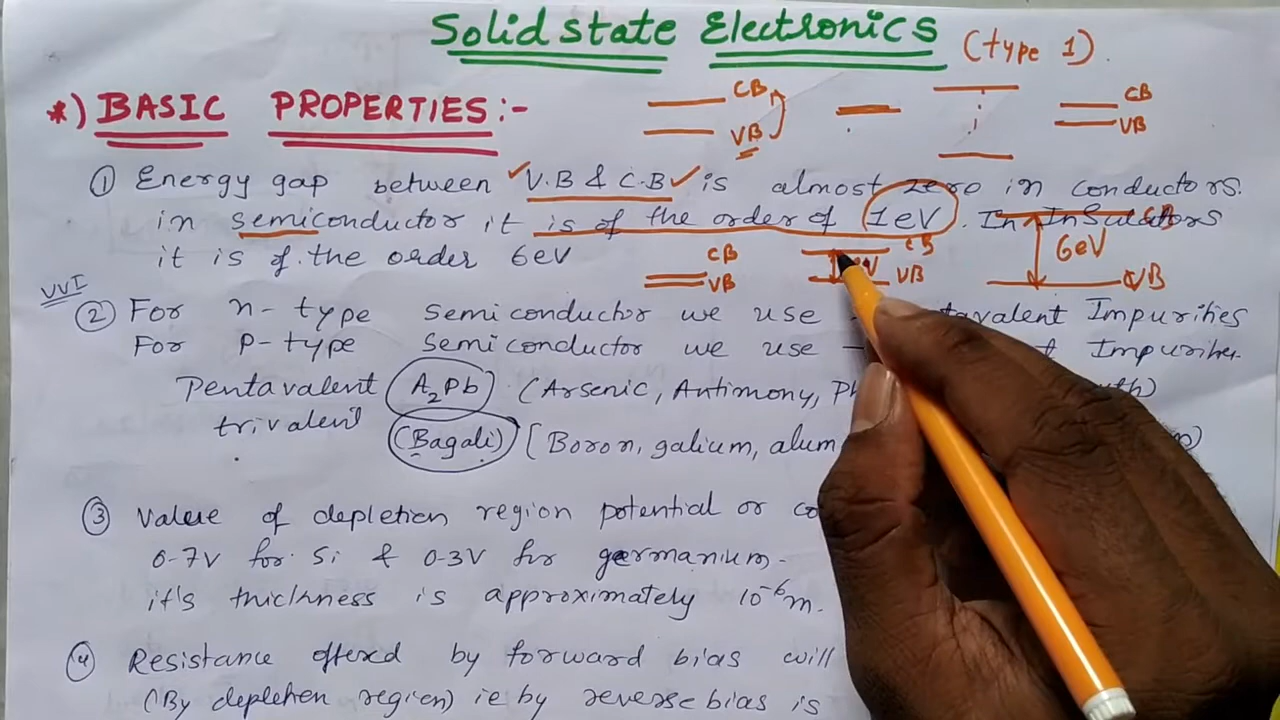 Solid state Electronics (type 1).
*) BASIC PROPERTIES:-
CB
VB
CB
VB
① Energy gap between V.B & C.B is almost zero in conductors.
in semiconductor it is of the order of 1eV. In Insulators
it is of the order 6eV
CB
VB
CB
VB
CB
6eV
VB
VVI
② For n-type semiconductor we use Impurities
For P-type semiconductor we use
Pentavalent A2Pb. (Arsenic, Antimony,
trivalent (Bagali) [Boron, galium,
③ Value of depletion region potential or
0.7V for Si & 0.3V for germanium.
it's thickness is approximately 10-6m.
④ Resistance offered by forward bias will
(By depletion region) ie by reverse bias is